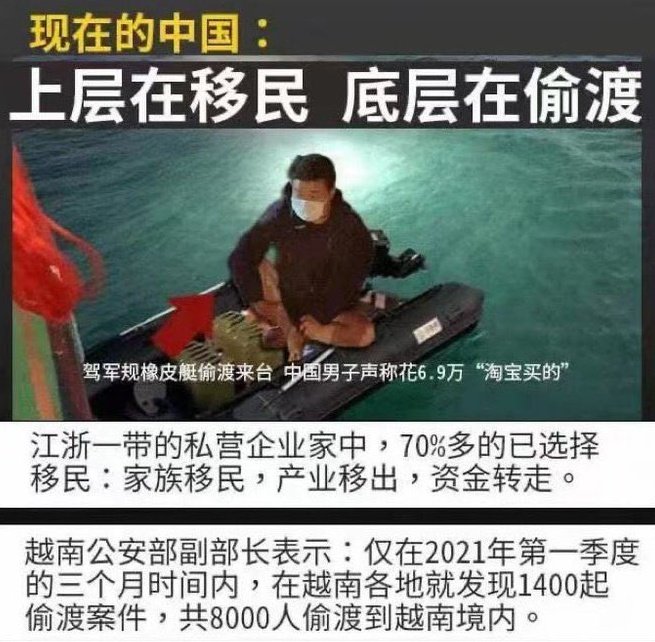 现在的中国：
上层在移民 底层在偷渡
驾军规橡皮艇偷渡来台 中国男子声称花6.9万“淘宝买的”
江浙一带的私营企业家中，70%多的已选择
移民：家族移民，产业移出，资金转走。
越南公安部副部长表示：仅在2021年第一季度
的三个月时间内，在越南各地就发现1400起
偷渡案件，共8000人偷渡到越南境内。